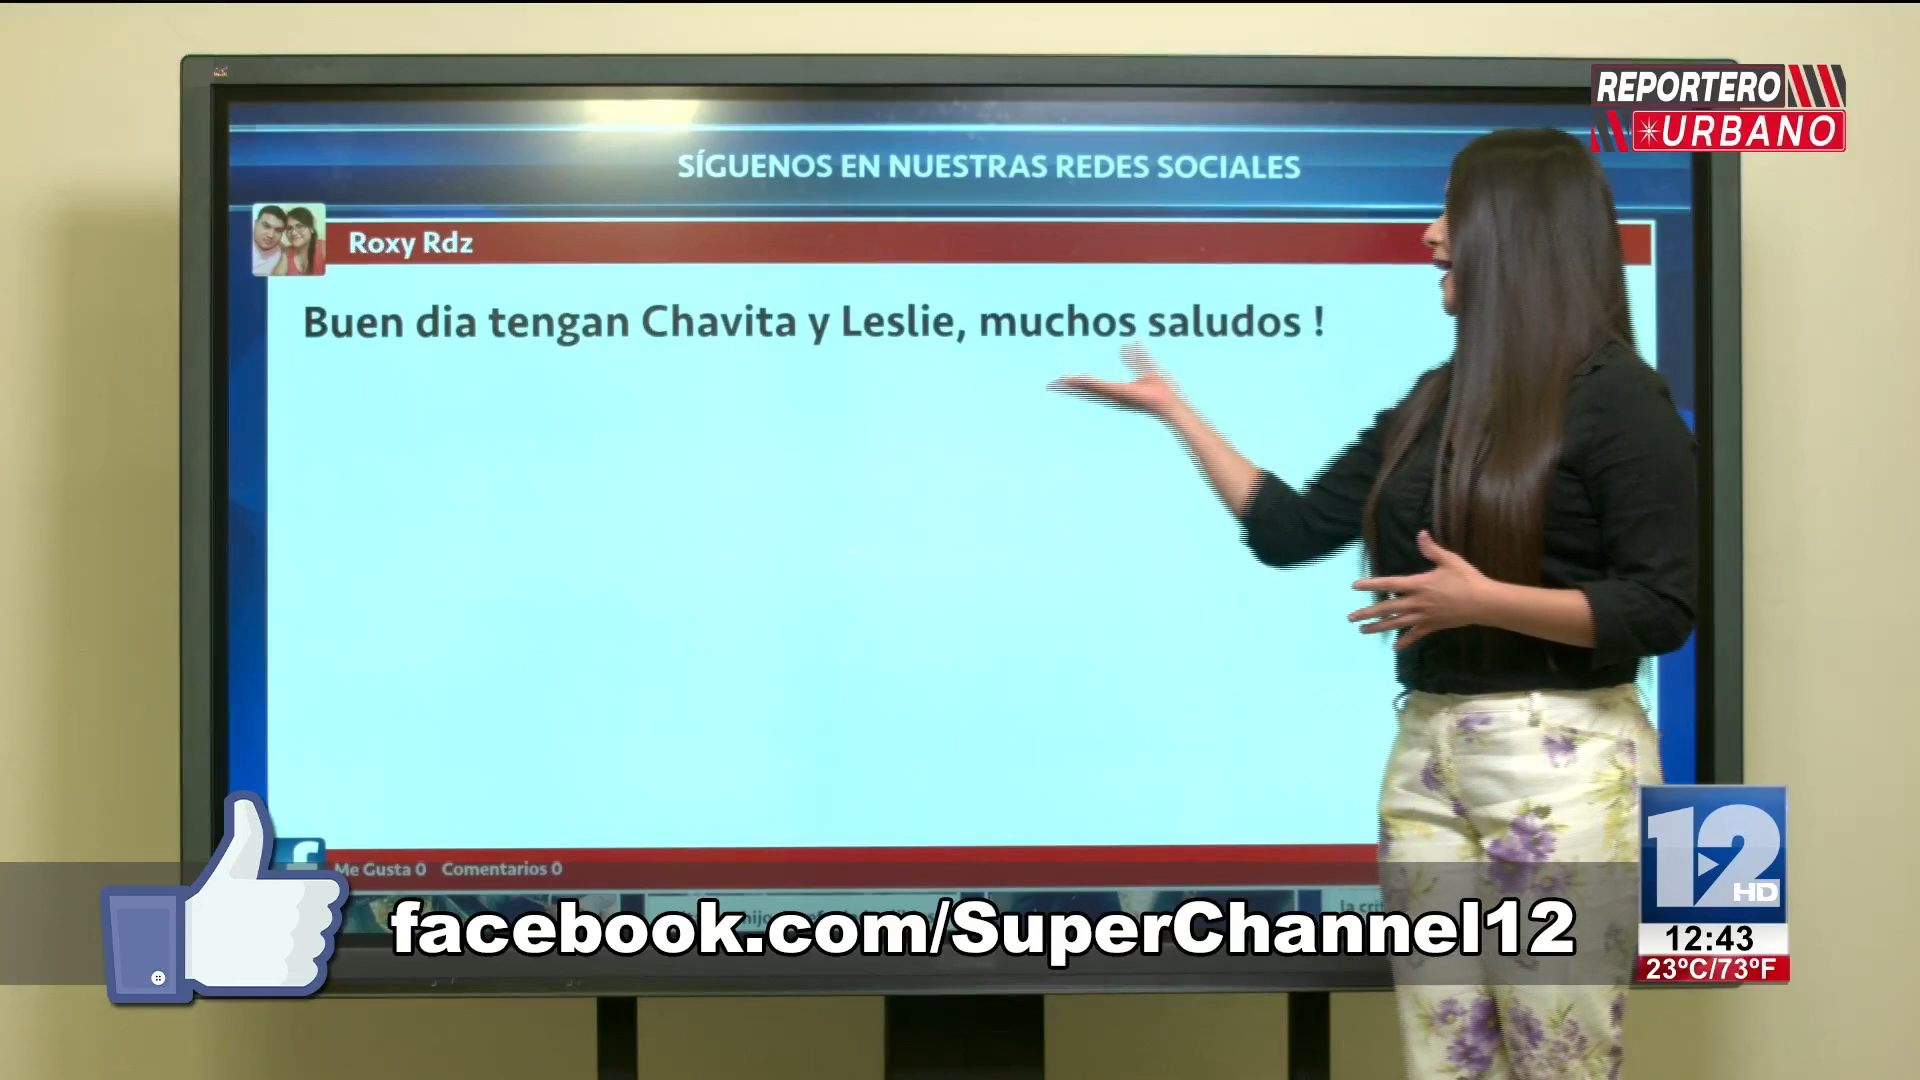 REPORTERO
URBANO
SÍGUENOS EN NUESTRAS REDES SOCIALES
Roxy Rdz
Buen dia tengan Chavita y Leslie, muchos saludos !
Me Gusta 0 Comentarios 0
facebook.com/SuperChannel12
12
HD
12:43
23°C/73°F